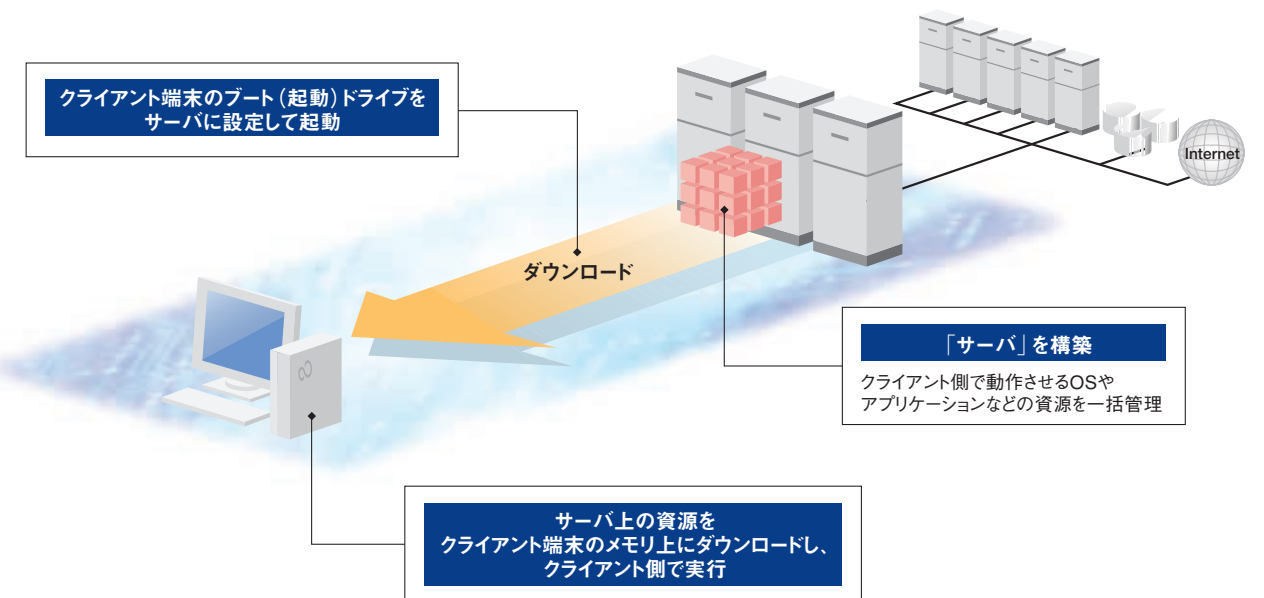 クライアント端末のブート（起動）ドライブを
サーバに設定して起動
Internet
ダウンロード
「サーバ」を構築
クライアント側で動作させるOSや
アプリケーションなどの資源を一括管理
サーバ上の資源を
クライアント端末のメモリ上にダウンロードし、
クライアント側で実行